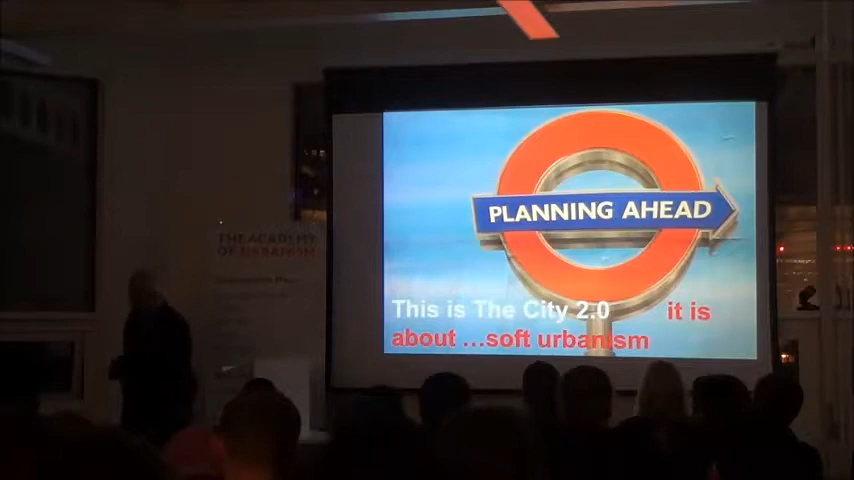 THE ACADEMY
OF URBANISM
PLANNING AHEAD
This is The City 2.0 it is
about ...soft urbanism